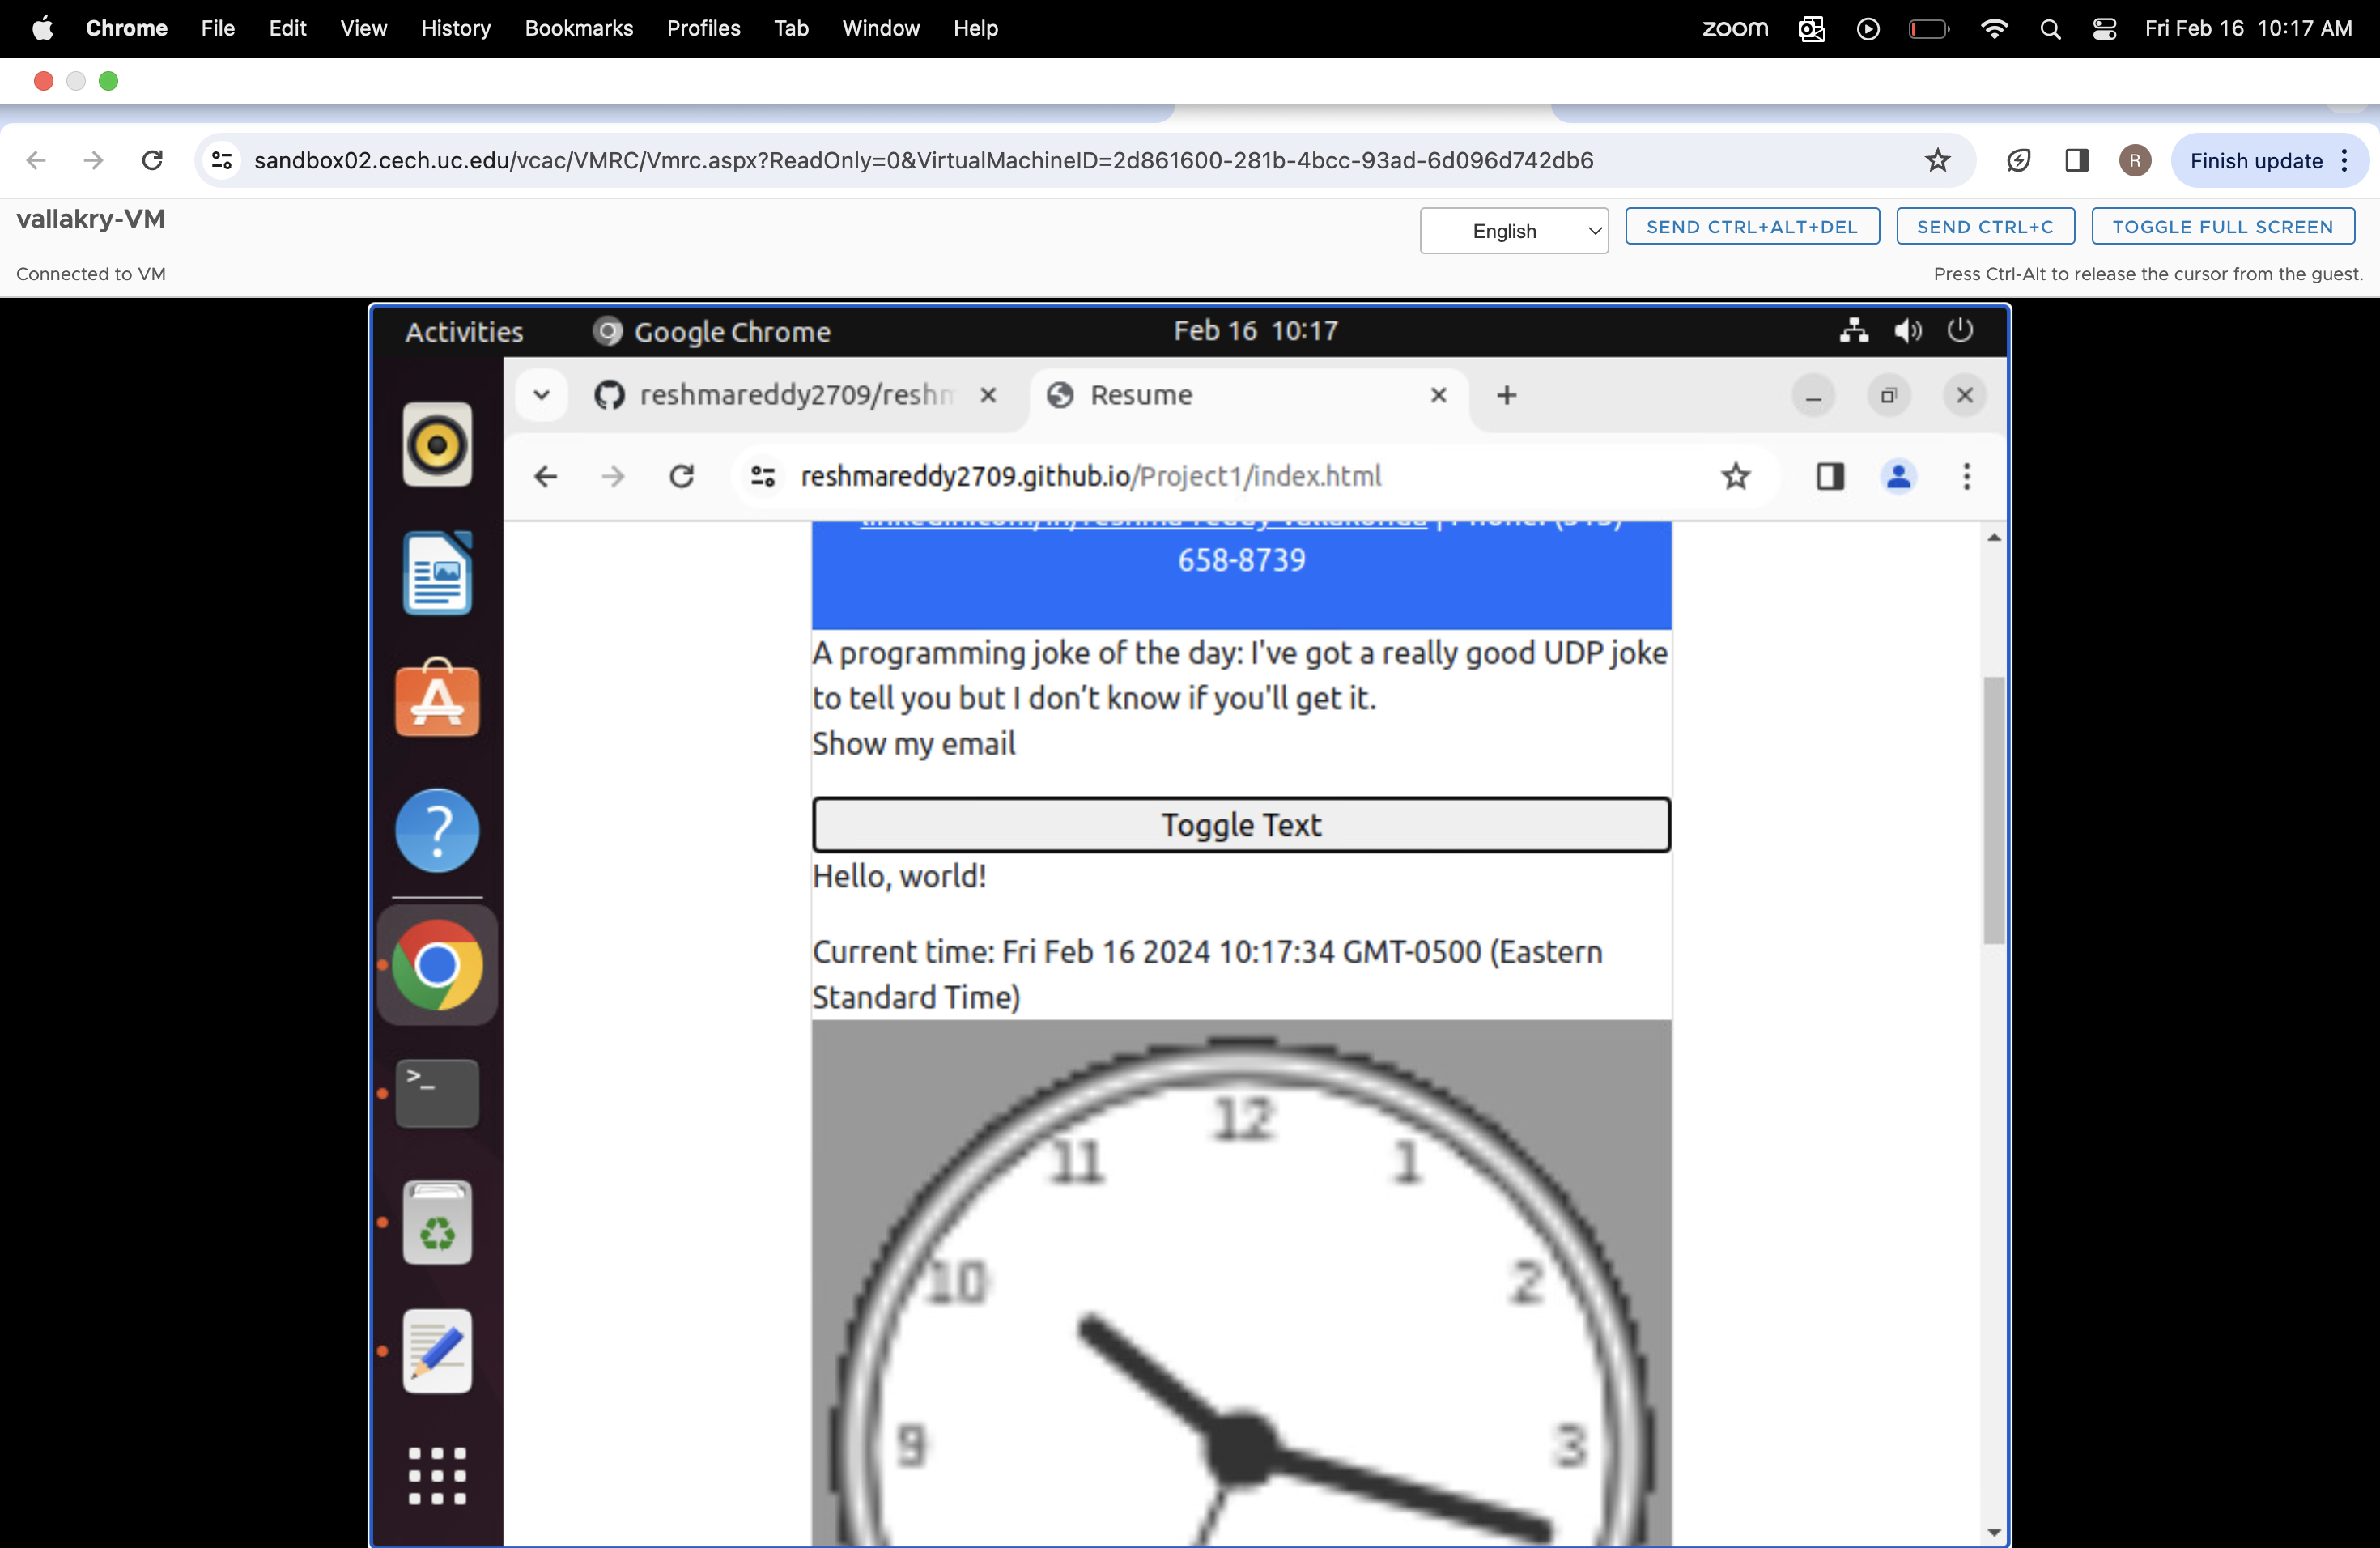 Chrome File Edit View History Bookmarks Profiles Tab Window Help zoom Fri Feb 16 10:17 AM
sandbox02.cech.uc.edu/vcac/VMRC/Vmrc.aspx?ReadOnly=0&VirtualMachineID=2d861600-281b-4bcc-93ad-6d096d742db6 R Finish update
vallakry-VM English SEND CTRL+ALT+DEL SEND CTRL+C TOGGLE FULL SCREEN
Connected to VM Press Ctrl-Alt to release the cursor from the guest.
Activities Google Chrome Feb 16 10:17
reshmareddy2709/reshm Resume
reshmareddy2709.github.io/Project1/index.html
658-8739
A programming joke of the day: I've got a really good UDP joke
to tell you but I don’t know if you'll get it.
Show my email
Toggle Text
Hello, world!
Current time: Fri Feb 16 2024 10:17:34 GMT-0500 (Eastern
Standard Time)
12
11 1
10 2
9 3